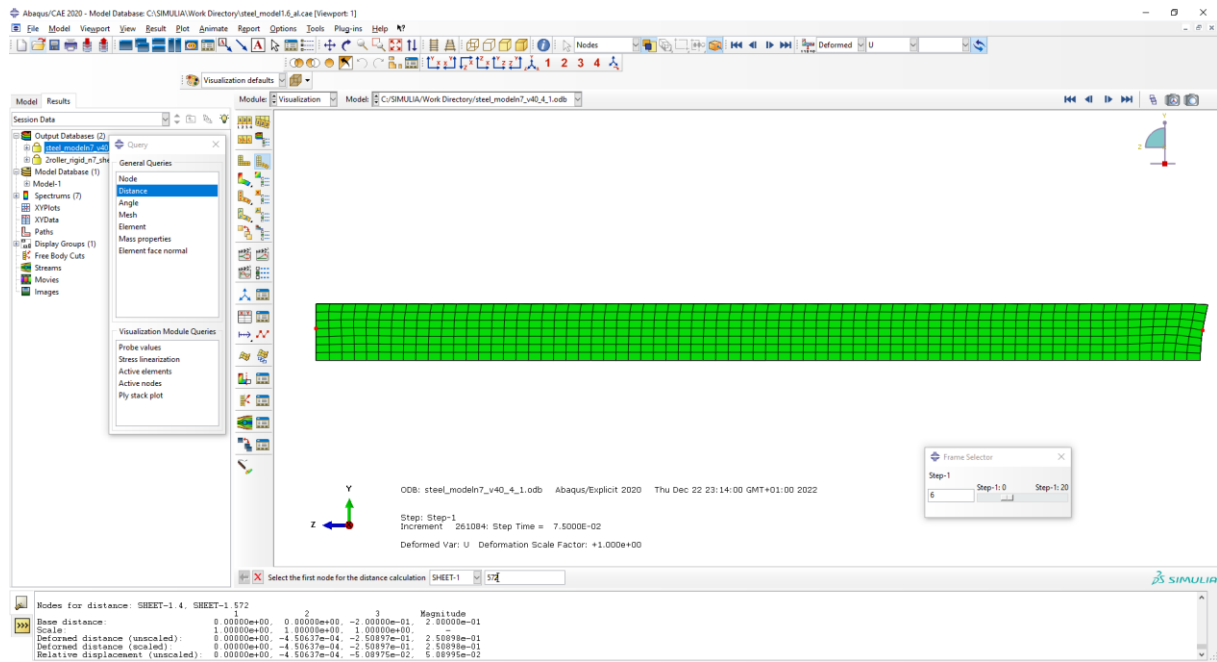 Abaqus/CAE 2020 - Model Database: C:\SIMULIA\Work Directory\steel_model1.6_al.cae [Viewport: 1]
File Model Viewport View Result Plot Animate Report Options Tools Plug-ins Help
Nodes Deformed U
1 2 3 4
Visualization defaults
Model Results Module: Visualization Model: C:/SIMULIA/Work Directory/steel_modeln7_v40_4_1.odb
Session Data
Output Databases (2)
steel_modeln7_v40
2roller_rigid_n7_she
Model Database (1)
Model-1
Spectrums (7)
XYPlots
XYData
Paths
Display Groups (1)
Free Body Cuts
Streams
Movies
Images
Query
General Queries
Node
Distance
Angle
Mesh
Element
Mass properties
Element face normal
Visualization Module Queries
Probe values
Stress linearization
Active elements
Active nodes
Ply stack plot
Y
Z
Frame Selector
Step-1
6 Step-1: 0 Step-1: 20
Y
Z
ODB: steel_modeln7_v40_4_1.odb Abaqus/Explicit 2020 Thu Dec 22 23:14:00 GMT+01:00 2022
Step: Step-1
Increment 261084: Step Time = 7.5000E-02
Deformed Var: U Deformation Scale Factor: +1.000e+00
Select the first node for the distance calculation SHEET-1 572
SIMULIA
Nodes for distance: SHEET-1.4, SHEET-1.572
1 2 3 Magnitude
Base distance: 0.00000e+00, 0.00000e+00, -2.00000e-01, 2.00000e-01
Scale: 1.00000e+00, 1.00000e+00, 1.00000e+00, -
Deformed distance (unscaled): 0.00000e+00, -4.50637e-04, -2.50897e-01, 2.50898e-01
Deformed distance (scaled): 0.00000e+00, -4.50637e-04, -2.50897e-01, 2.50898e-01
Relative displacement (unscaled): 0.00000e+00, -4.50637e-04, -5.08975e-02, 5.08995e-02